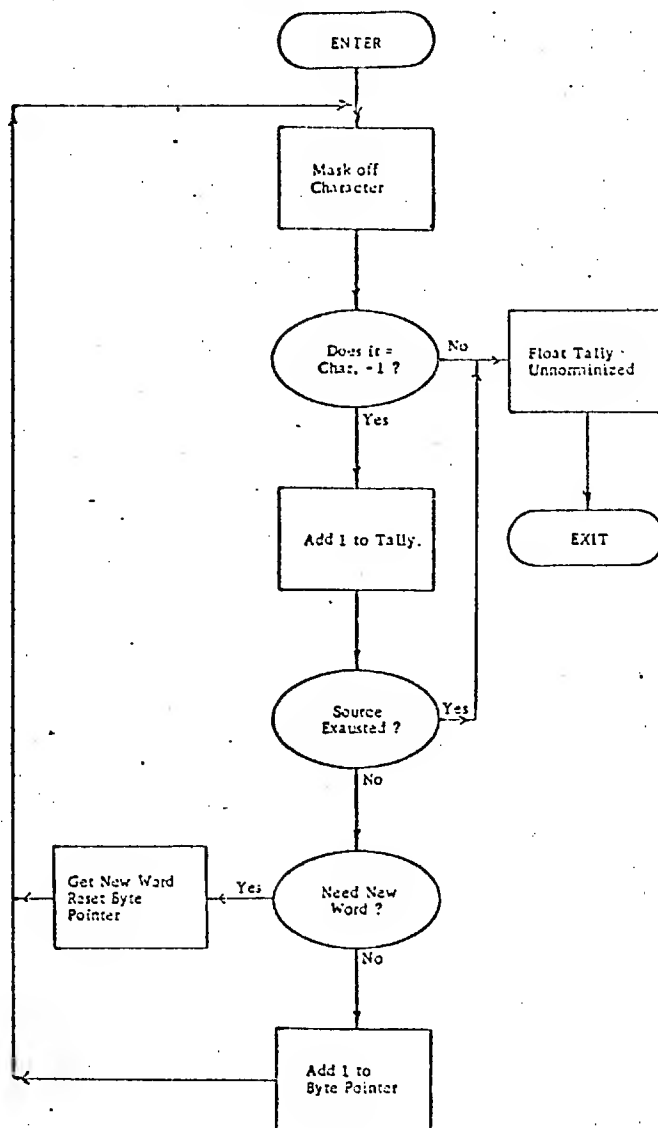 ENTER
Mask off
Character
Does it =
Char. -1 ?
No
Float Tally
Unnorminized
Yes
EXIT
Add 1 to Tally.
Source
Exausted ?
Yes
No
Get New Word
Reset Byte
Pointer
Yes
Need New
Word ?
No
Add 1 to
Byte Pointer